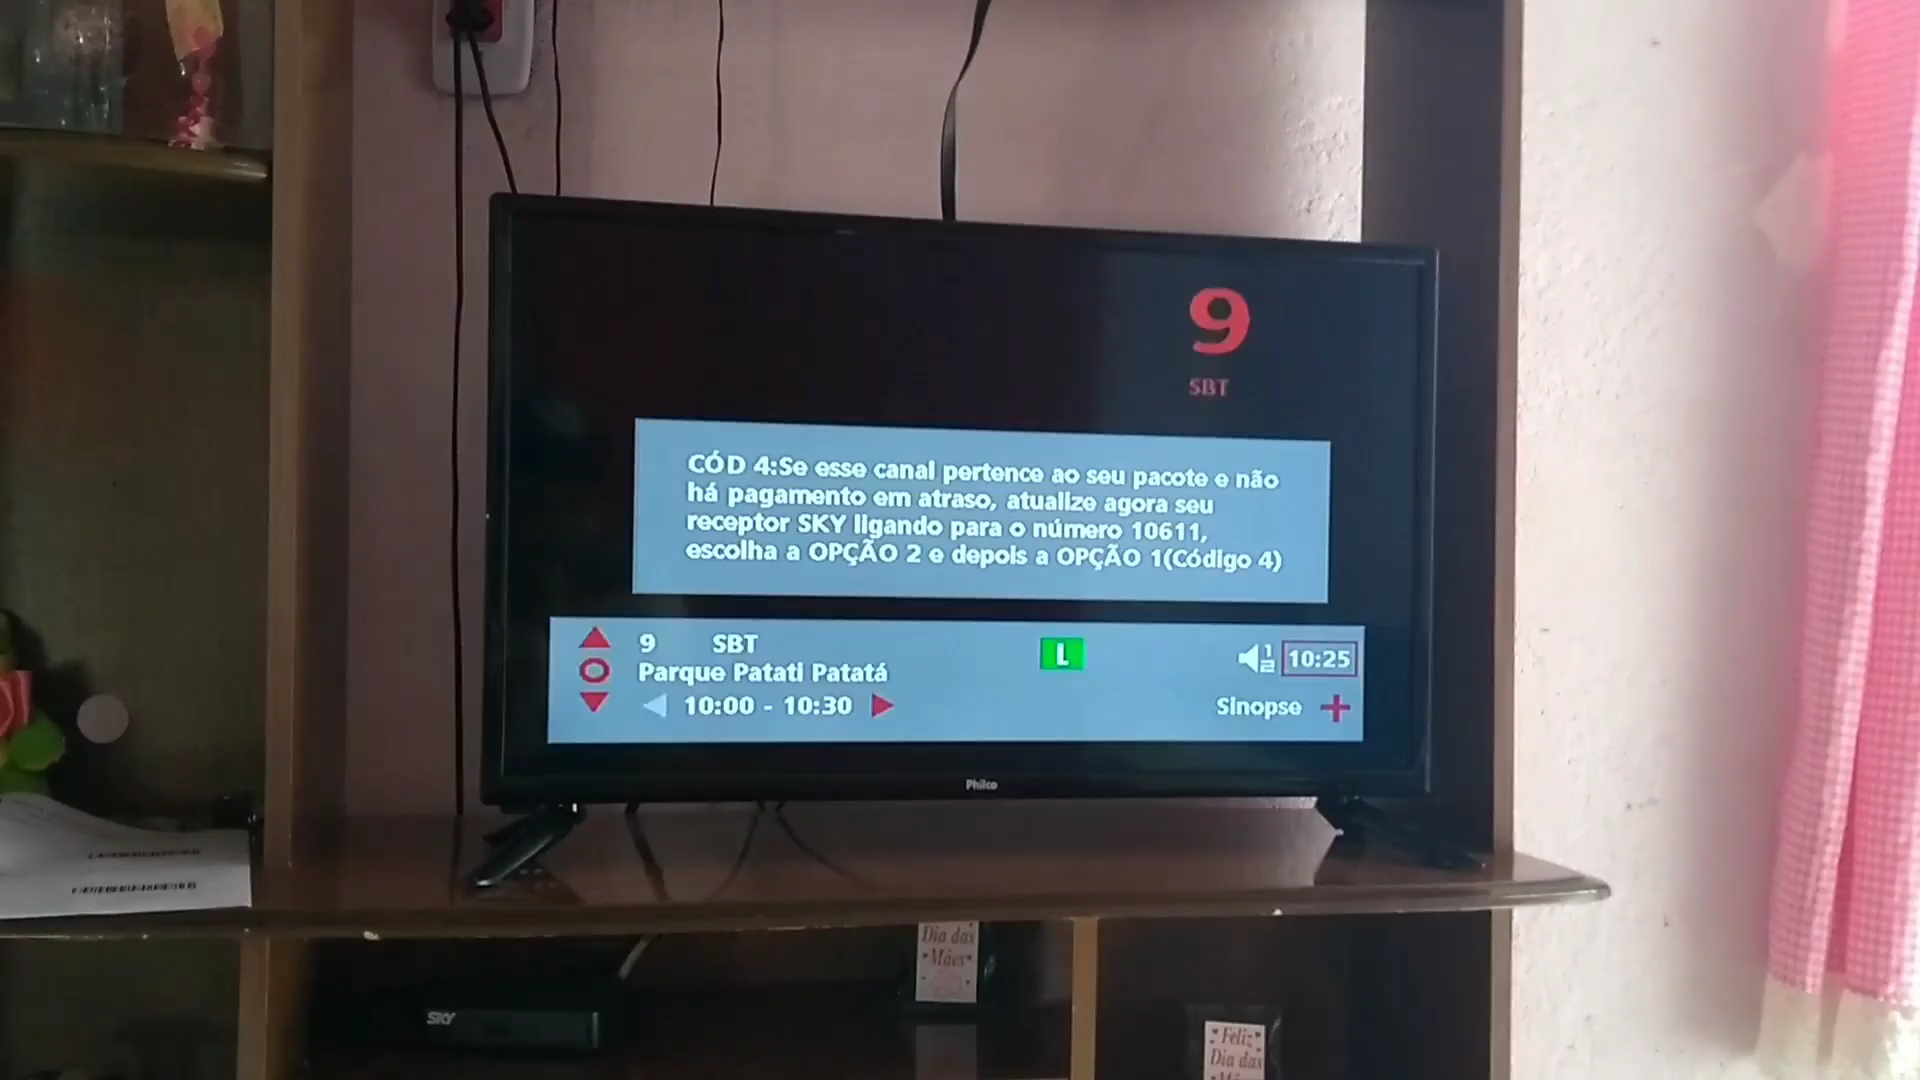 9
SBT
CÓD 4:Se esse canal pertence ao seu pacote e não
há pagamento em atraso, atualize agora seu
receptor SKY ligando para o número 10611,
escolha a OPÇÃO 2 e depois a OPÇÃO 1(Código 4)
9 SBT L 1 2 10:25
Parque Patati Patatá
10:00 - 10:30 Sinopse +
Philco
SKY
Dia das
Mães
Feliz
Dia das